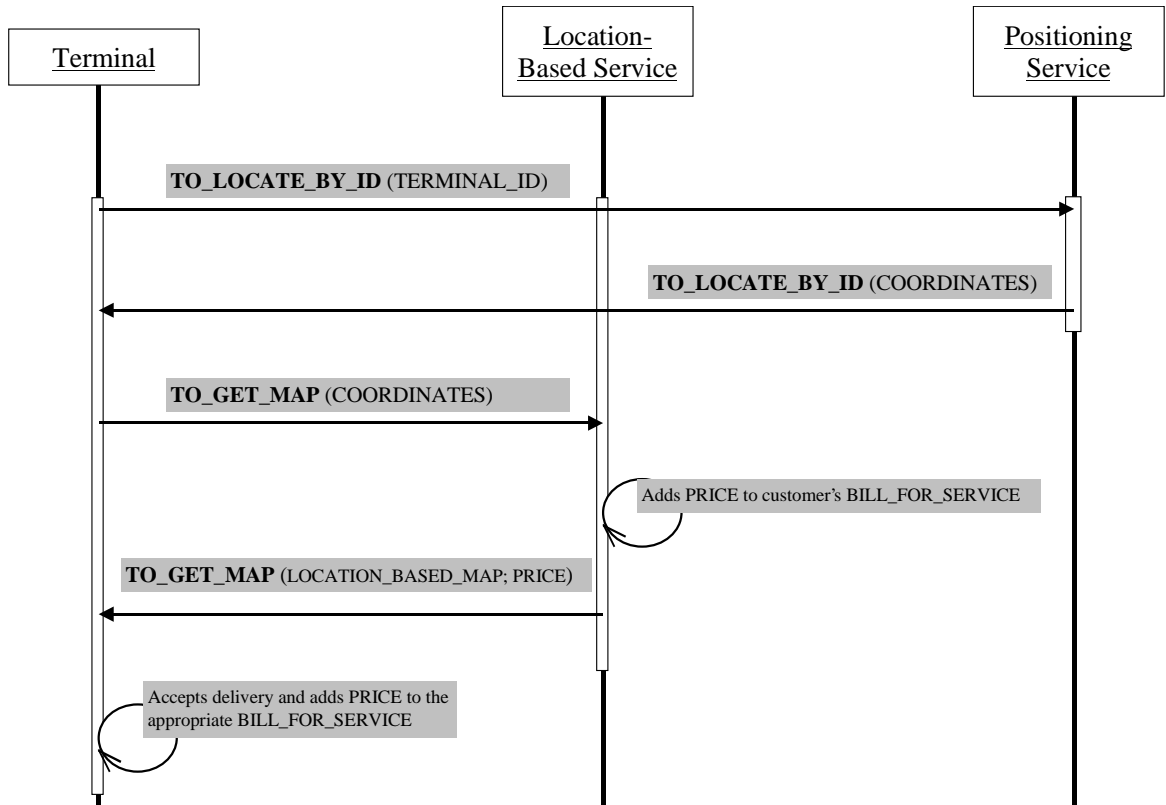 Terminal
Location-
Based Service
Positioning
Service
TO_LOCATE_BY_ID (TERMINAL_ID)
TO_LOCATE_BY_ID (COORDINATES)
TO_GET_MAP (COORDINATES)
Adds PRICE to customer’s BILL_FOR_SERVICE
TO_GET_MAP (LOCATION_BASED_MAP; PRICE)
Accepts delivery and adds PRICE to the
appropriate BILL_FOR_SERVICE